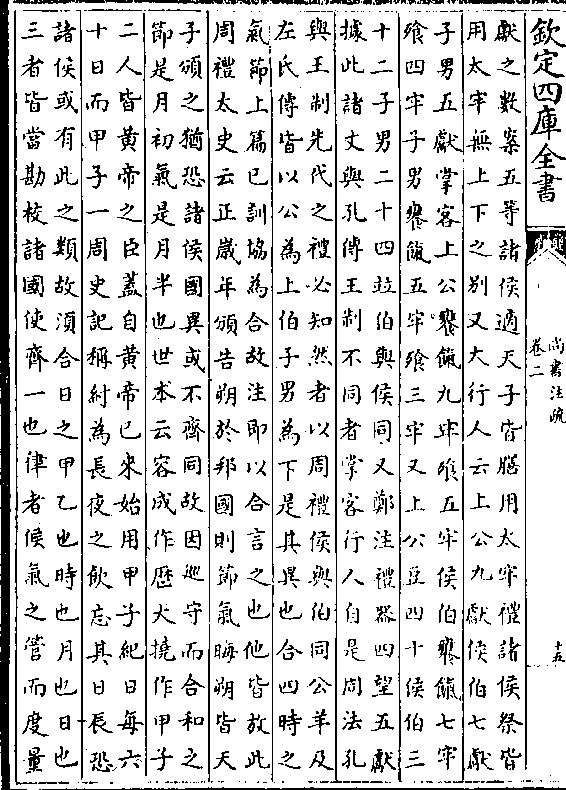 欽定四庫全書
尚書注疏
卷二
十五
獻之數案五等諸侯適天子皆膳用太牢禮諸侯祭皆
用太牢無上下之別又大行人云上公九獻侯伯七獻
子男五獻掌客上公饔餼九牢飧五牢侯伯饔餼七牢
飧四牢子男饔餼五牢飧三牢又上公豆四十侯伯三
十二子男二十四竝伯與侯同又鄭注禮器四望五獻
據此諸文與孔傳王制不同者掌客行人自是周法孔
與王制先代之禮必知然者以周禮侯與伯同公羊及
左氏傳皆以公為上伯子男為下是其異也合四時之
氣節上篇已訓協為合故注即以合言之也他皆放此
周禮太史云正歲年頒告朔於邦國則節氣晦朔皆天
子頒之猶恐諸侯國異或不齊同故因廵守而合和之
節是月初氣是月半也世本云容成作歷大撓作甲子
二人皆黄帝之臣蓋自黄帝已來始用甲子紀日每六
十日而甲子一周史記稱紂為長夜之飲忘其日辰恐
諸侯或有此之類故須合日之甲乙也時也月也日也
三者皆當勘校諸國使齊一也律者候氣之管而度量